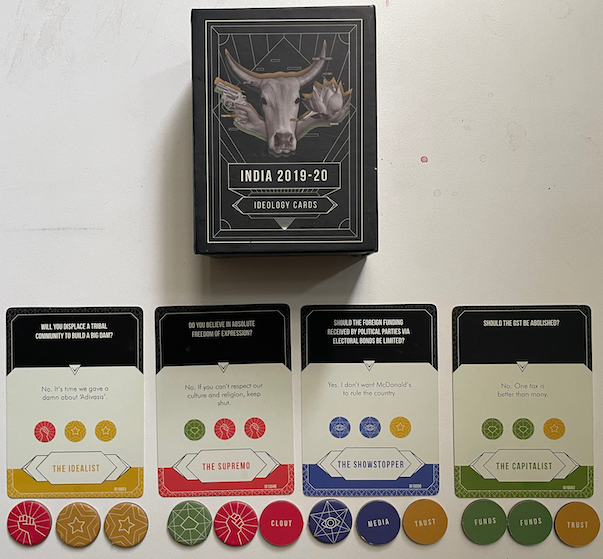 INDIA 2019-20
IDEOLOGY CARDS
WILL YOU DISPLACE A TRIBAL
COMMUNITY TO BUILD A BIG DAM?
No. It's time we gave a
damn about 'Adivasis'.
THE IDEALIST
DO YOU BELIEVE IN ABSOLUTE
FREEDOM OF EXPRESSION?
No. If you can't respect our
culture and religion, keep
shut.
THE SUPREMO
SHOULD THE FOREIGN FUNDING
RECEIVED BY POLITICAL PARTIES VIA
ELECTORAL BONDS BE LIMITED?
Yes. I don't want McDonald's
to rule the country.
THE SHOWSTOPPER
SHOULD THE GST BE ABOLISHED?
No. One tax is
better than many.
THE CAPITALIST
CLOUT
MEDIA
TRUST
FUNDS
FUNDS
TRUST